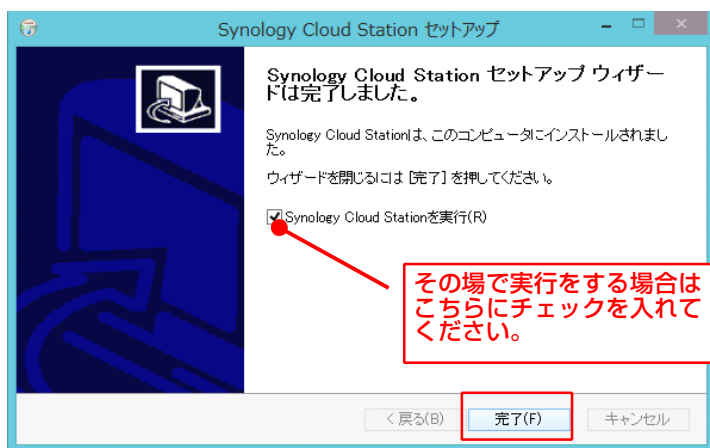 Synology Cloud Station セットアップ
Synology Cloud Station セットアップ ウィザー
ドは完了しました。
Synology Cloud Stationは、このコンピュータにインストールされまし
た。
ウィザードを閉じるには [完了] を押してください。
Synology Cloud Stationを実行(R)
その場で実行をする場合は
こちらにチェックを入れて
ください。
< 戻る(B) 完了(F) キャンセル